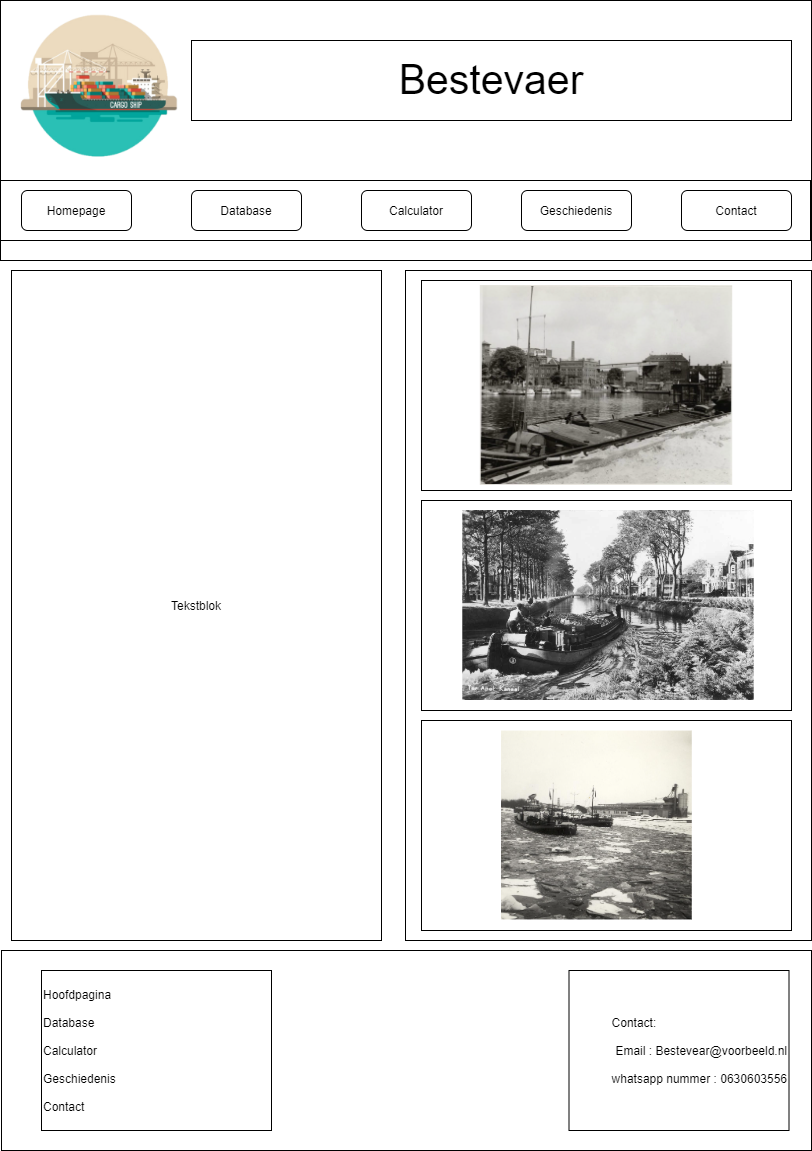 CARGO SHIP
Bestevaer
Homepage
Database
Calculator
Geschiedenis
Contact
Tekstblok
Ter Apel Kanaal
Hoofdpagina
Database
Calculator
Geschiedenis
Contact
Contact:
Email : Bestevear@voorbeeld.nl
whatsapp nummer : 0630603556